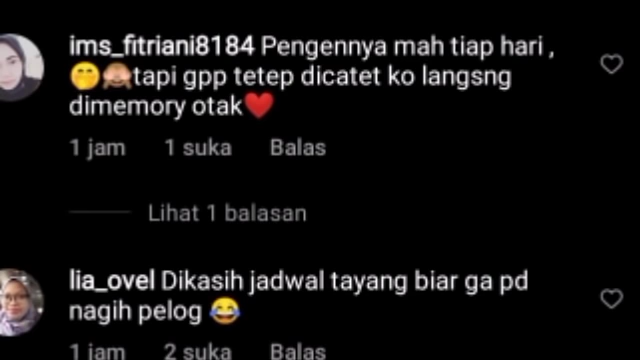 ims_fitriani8184 Pengennya mah tiap hari ,
🤭🙈tapi gpp tetep dicatet ko langsng
dimemory otak❤️
1 jam 1 suka Balas
Lihat 1 balasan
lia_ovel Dikasih jadwal tayang biar ga pd
nagih pelog 😂
1 jam 2 suka Balas